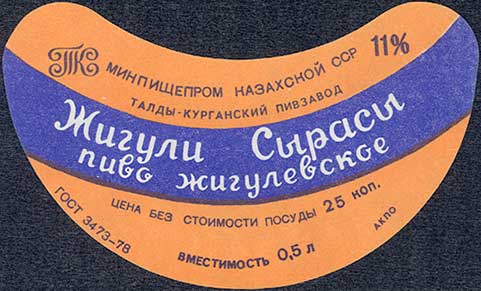 ТПК
МИНПИЩЕПРОМ КАЗАХСКОЙ ССР 11%
ТАЛДЫ-КУРГАНСКИЙ ПИВЗАВОД
Жигули Сырасы
пиво жигулевское
ЦЕНА БЕЗ СТОИМОСТИ ПОСУДЫ 25 КОП.
ГОСТ 3473-78
ВМЕСТИМОСТЬ 0,5 л
АКПО